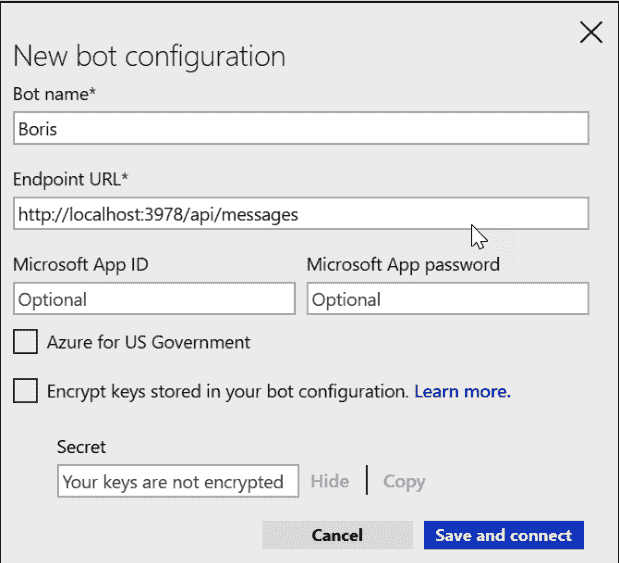 New bot configuration
Bot name*
Boris
Endpoint URL*
http://localhost:3978/api/messages
Microsoft App ID Microsoft App password
Optional Optional
Azure for US Government
Encrypt keys stored in your bot configuration. Learn more.
Secret
Your keys are not encrypted Hide Copy
Cancel Save and connect